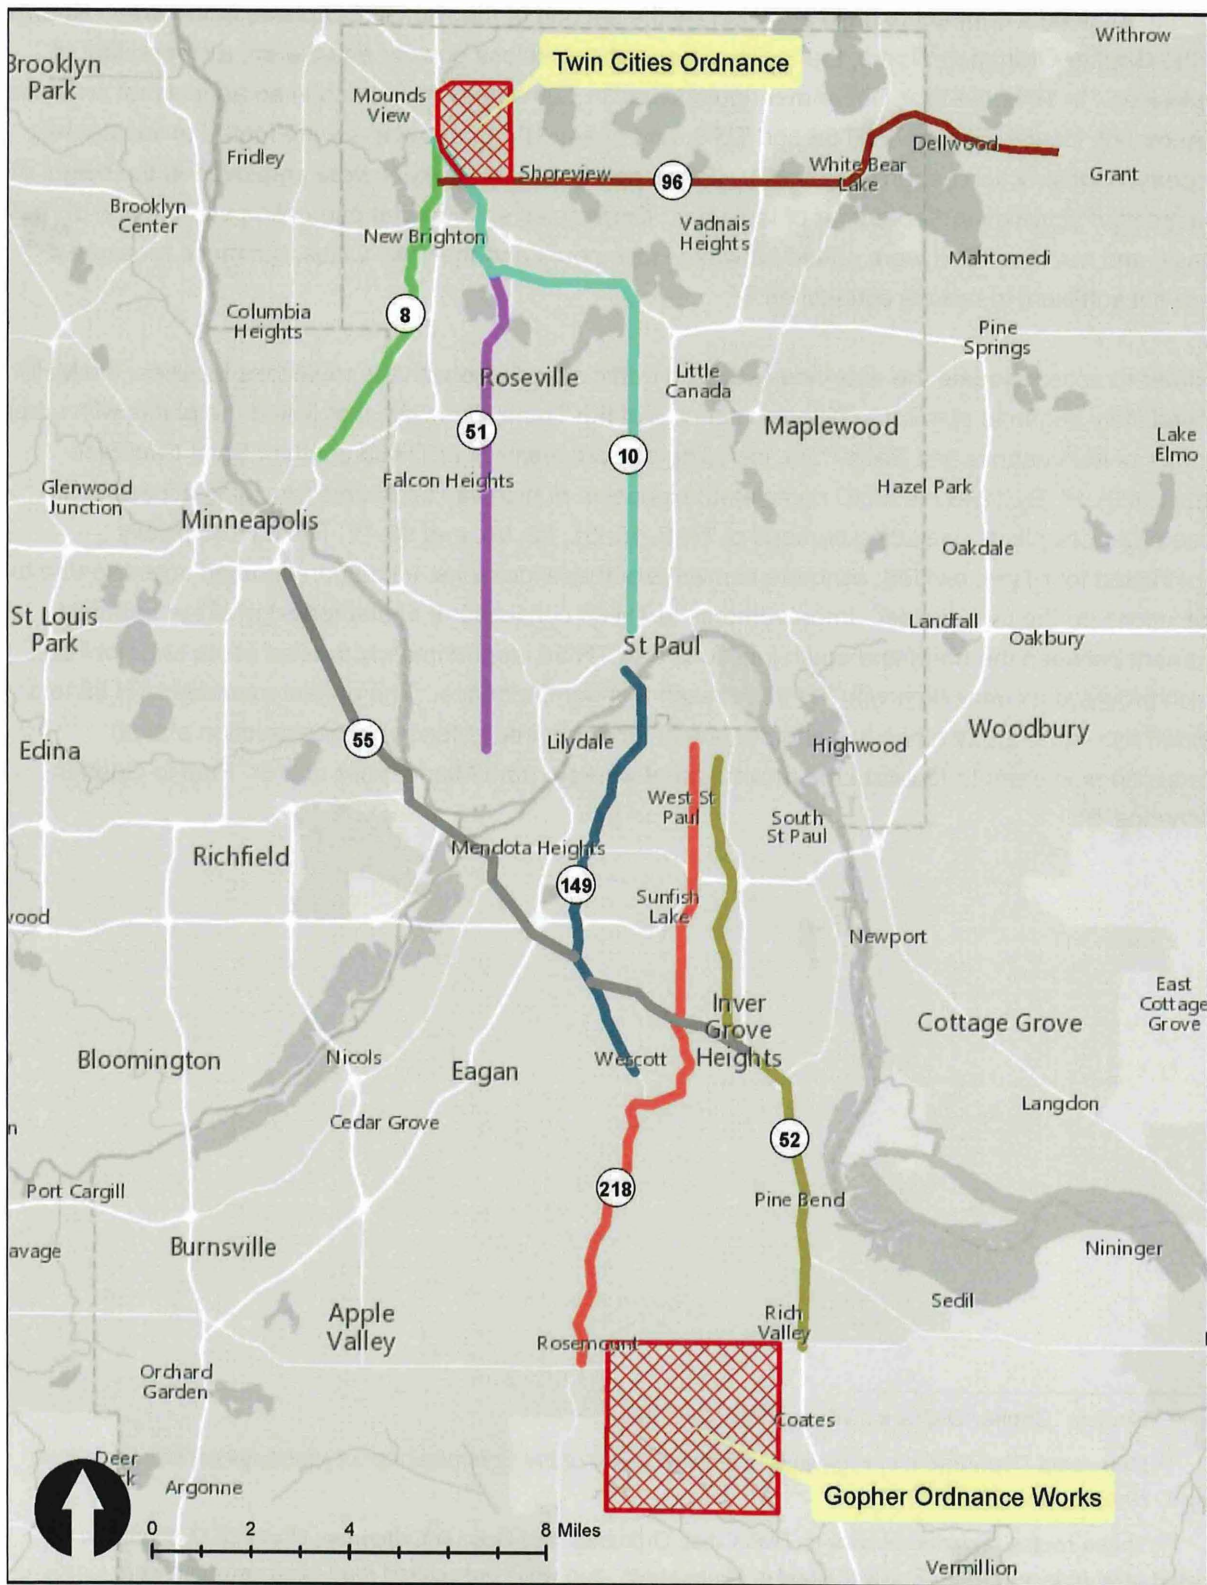 Withrow
Twin Cities Ordnance
Brooklyn
Park
Mounds
View
Dellwood
Fridley
Shoreview
96
White Bear
Lake
Grant
Brooklyn
Center
Vadnais
Heights
New Brighton
Mahtomedi
8
Columbia
Heights
Pine
Springs
Roseville
Little
Canada
51
Maplewood
10
Lake
Elmo
Falcon Heights
Glenwood
Junction
Hazel Park
Minneapolis
Oakdale
St Louis
Park
Landfall
Oakbury
St Paul
55
Edina
Lilydale
Highwood
Woodbury
West St
Paul
South
St Paul
Richfield
Mendota Heights
149
Sunfish
Lake
wood
Newport
East
Cottage
Grove
Inver
Grove
Heights
Cottage Grove
Bloomington
Nicols
Eagan
Wescott
Langdon
Cedar Grove
n
52
Port Cargill
218
Pine Bend
avage
Burnsville
Nininger
Sedil
Apple
Valley
Rich
Valley
Rosemount
Orchard
Garden
Coates
Deer
rk
Argonne
Gopher Ordnance Works
0 2 4 8 Miles
Vermillion